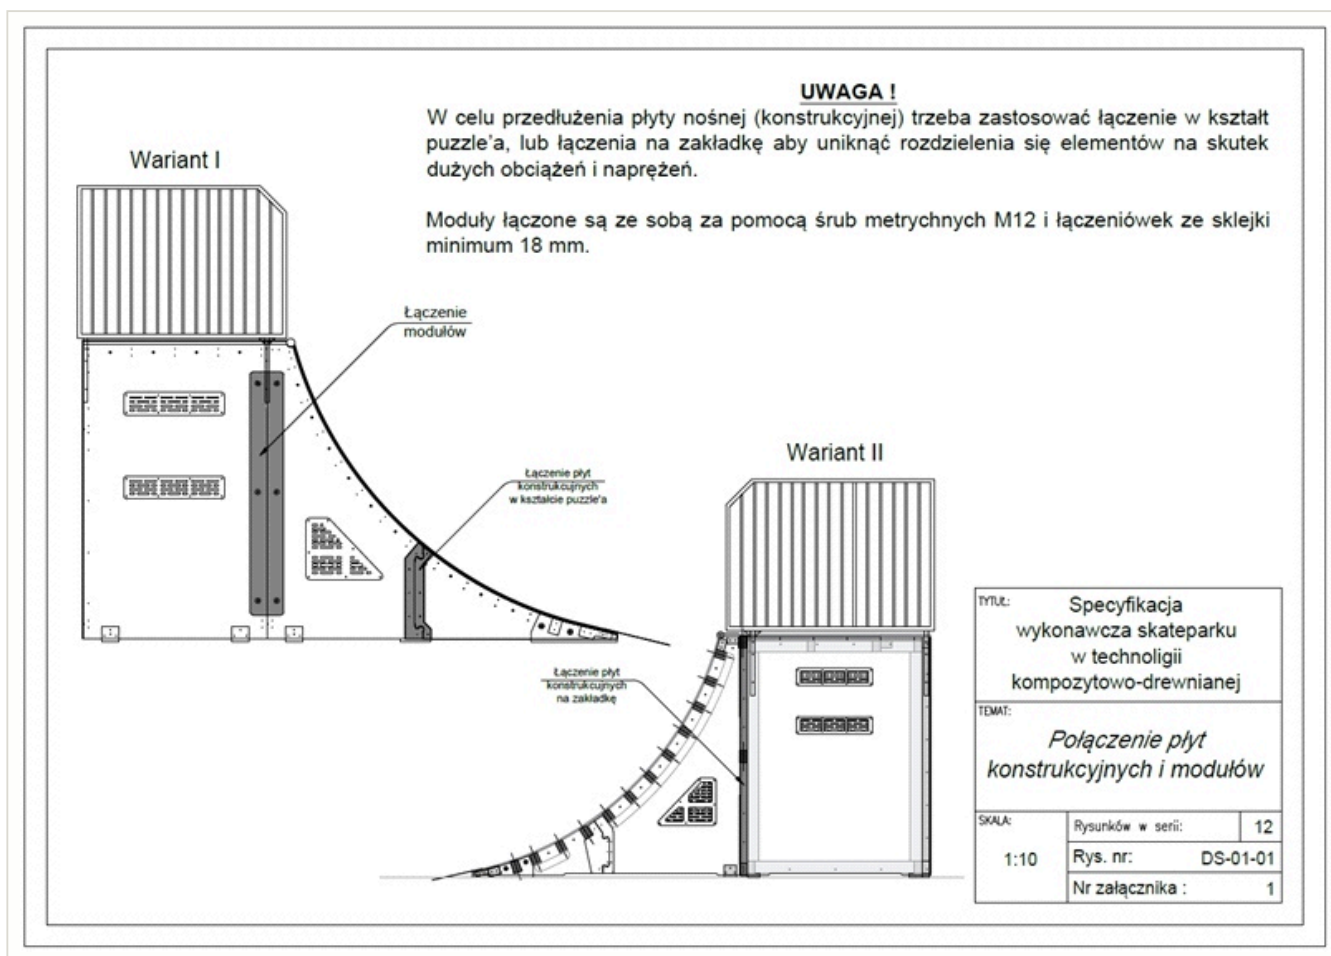 UWAGA !
W celu przedłużenia płyty nośnej (konstrukcyjnej) trzeba zastosować łączenie w kształt
puzzle'a, lub łączenia na zakładkę aby uniknąć rozdzielenia się elementów na skutek
dużych obciążeń i naprężeń.
Moduły łączone są ze sobą za pomocą śrub metrychnych M12 i łączeniówek ze sklejki
minimum 18 mm.
Wariant I
Łączenie
modułów
Łączenie płyt
konstrukcujnych
w kształcie puzzle'a
Wariant II
Łączenie płyt
konstrukcujnych
na zakładkę
TYTUŁ:
Specyfikacja
wykonawcza skateparku
w technoligii
kompozytowo-drewnianej
TEMAT:
Połączenie płyt
konstrukcyjnych i modułów
SKALA:
1:10
Rysunków w serii: 12
Rys. nr: DS-01-01
Nr załącznika : 1